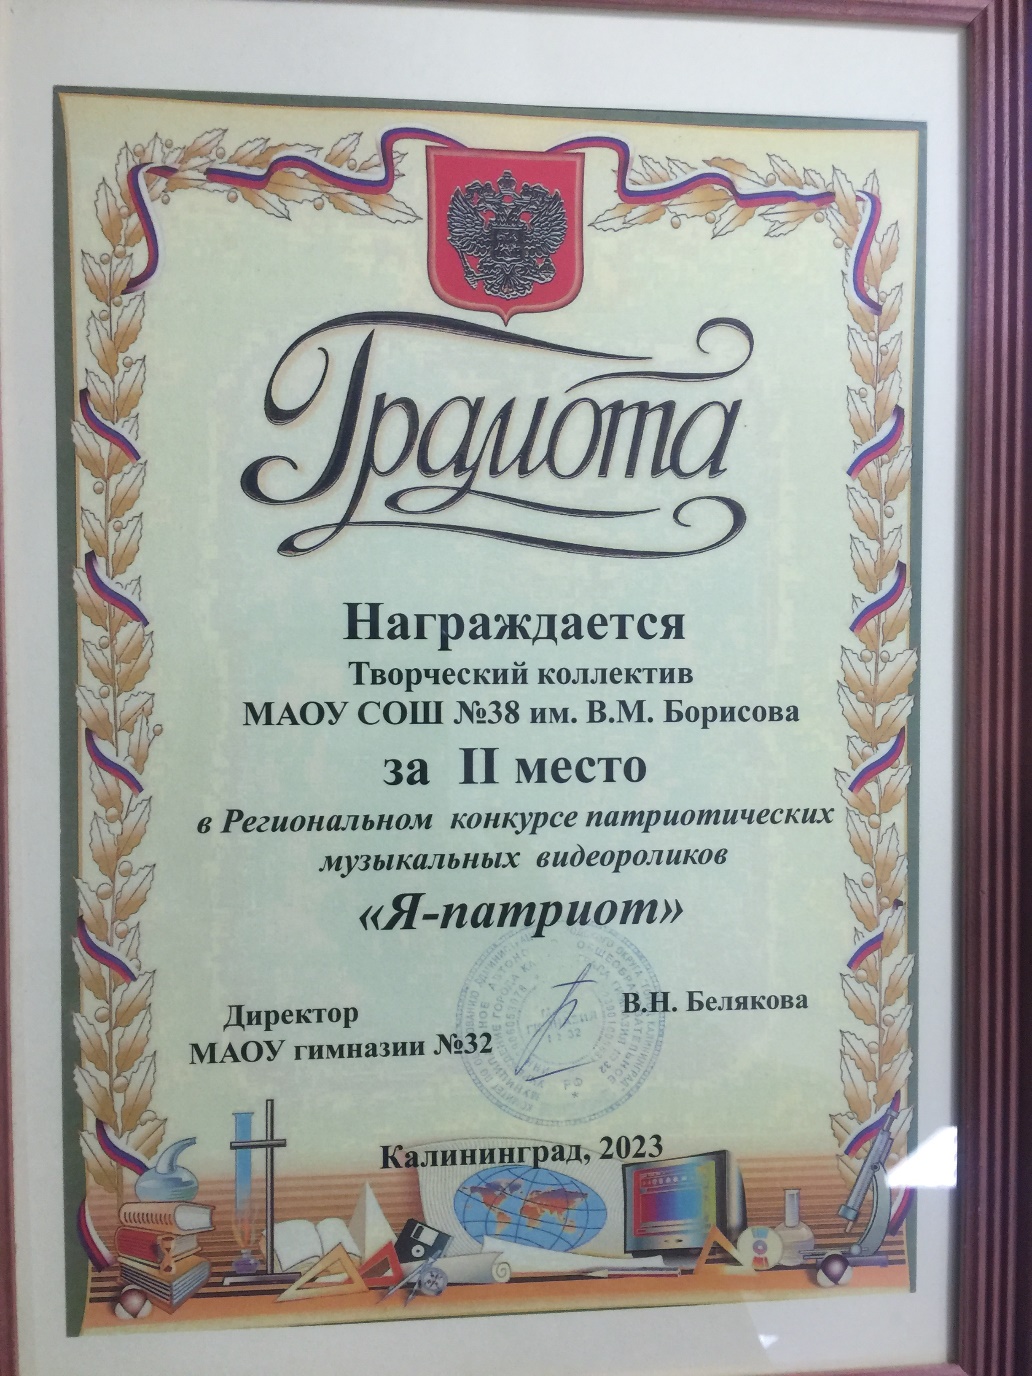 Грамота
Награждается
Творческий коллектив
МАОУ СОШ №38 им. В.М. Борисова
за II место
в Региональном конкурсе патриотических
музыкальных видеороликов
«Я-патриот»
Директор
МАОУ гимназии №32
В.Н. Белякова
Калининград, 2023